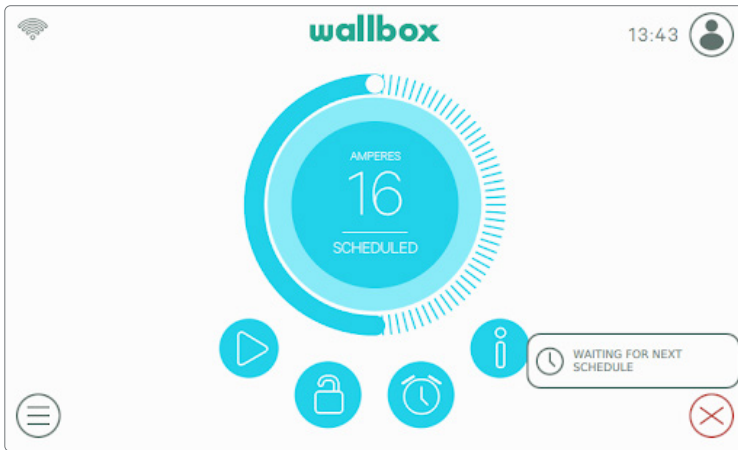 wallbox
13:43
AMPERES
16
SCHEDULED
WAITING FOR NEXT
SCHEDULE